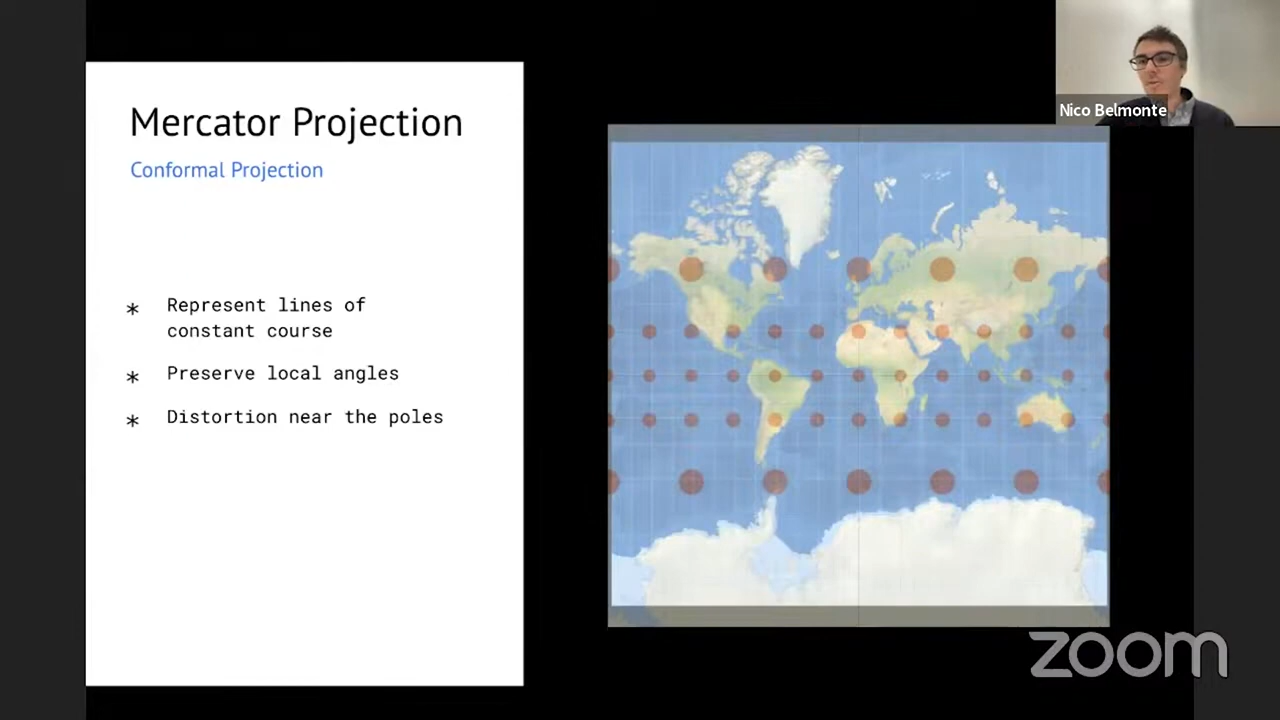 Mercator Projection
Conformal Projection
* Represent lines of
constant course
* Preserve local angles
* Distortion near the poles
Nico Belmonte
zoom